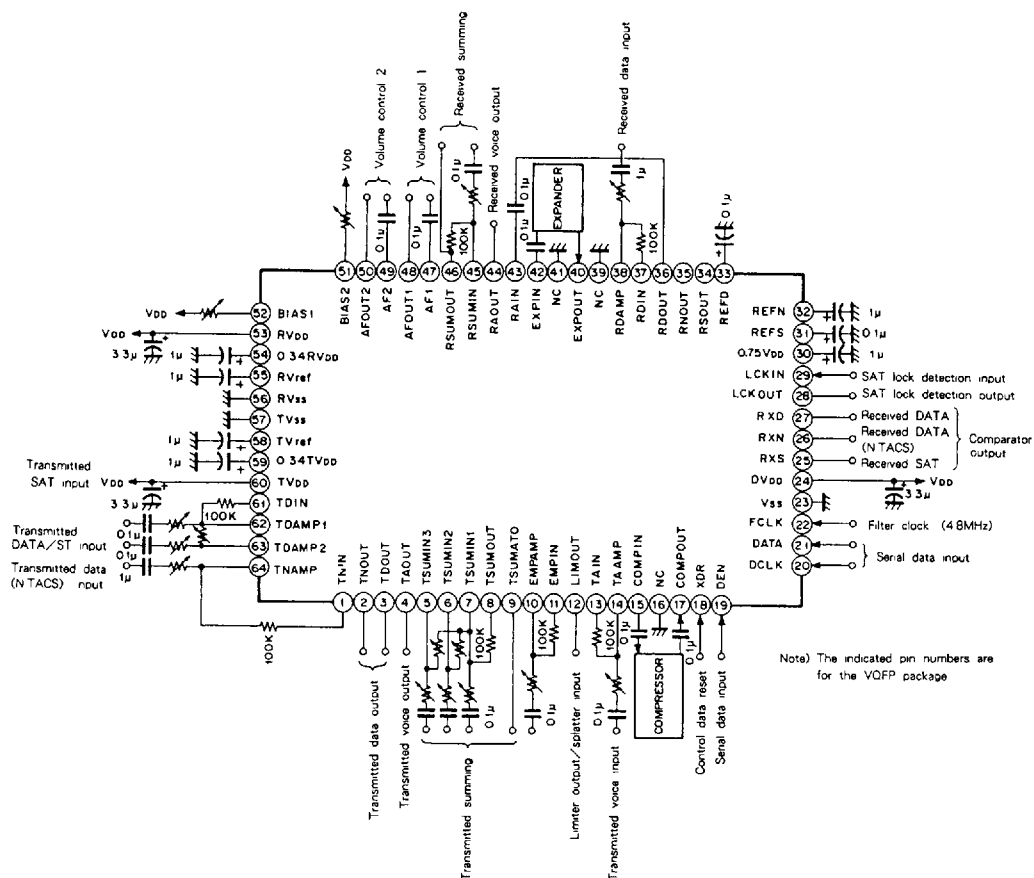 Volume control 2
Volume control 1
Received summing
Received voice output
Received data input
VDD
0.1μ
0.1μ
0.1μ
100K
0.1μ
0.1μ
EXPANDER
1μ
100K
0.1μ
+
51 50 49 48 47 46 45 44 43 42 41 40 39 38 37 36 35 34 33
BIAS2
AFOUT2
AF2
AFOUT1
AF1
RSUMOUT
RSUMIN
RAOUT
RAIN
EXPIN
NC
EXPOUT
NC
RDAMP
RDIN
RDOUT
RNOUT
RSOUT
REFD
VDD 52 BIAS1
VDD 53 RVDD
3.3μ +
1μ + 54 0.34RVDD
1μ + 55 RVref
56 RVss
57 TVss
1μ + 58 TVref
1μ + 59 0.34TVDD
VDD 60 TVDD
3.3μ +
61 TDIN
100K
Transmitted
SAT input
0.1μ 62 TDAMP1
Transmitted
DATA/ST input
0.1μ 63 TDAMP2
Transmitted data
(NTACS) input
1μ 64 TNAMP
100K
REFN 32 + 1μ
REFS 31 + 0.1μ
0.75VDD 30 + 1μ
LCKIN 29 SAT lock detection input
LCKOUT 28 SAT lock detection output
RXD 27 Received DATA
RXN 26 Received DATA
(NTACS)
RXS 25 Received SAT
Comparator
output
DVDD 24 VDD
+ 3.3μ
Vss 23
FCLK 22 Filter clock (4.8MHz)
DATA 21
DCLK 20
Serial data input
TNIN
TNOUT
TDOUT
TAOUT
TSUMIN3
TSUMIN2
TSUMIN1
TSUMOUT
TSUMATO
EMPAMP
EMPIN
LIMOUT
TAIN
TAAMP
COMPIN
NC
COMPOUT
XDR
DEN
1 2 3 4 5 6 7 8 9 10 11 12 13 14 15 16 17 18 19
100K
0.1μ
100K
0.1μ
100K
0.1μ
0.1μ
0.1μ
COMPRESSOR
Transmitted data output
Transmitted voice output
Transmitted summing
Limiter output/splatter input
Transmitted voice input
Control data reset
Serial data input
Note) The indicated pin numbers are
for the VQFP package